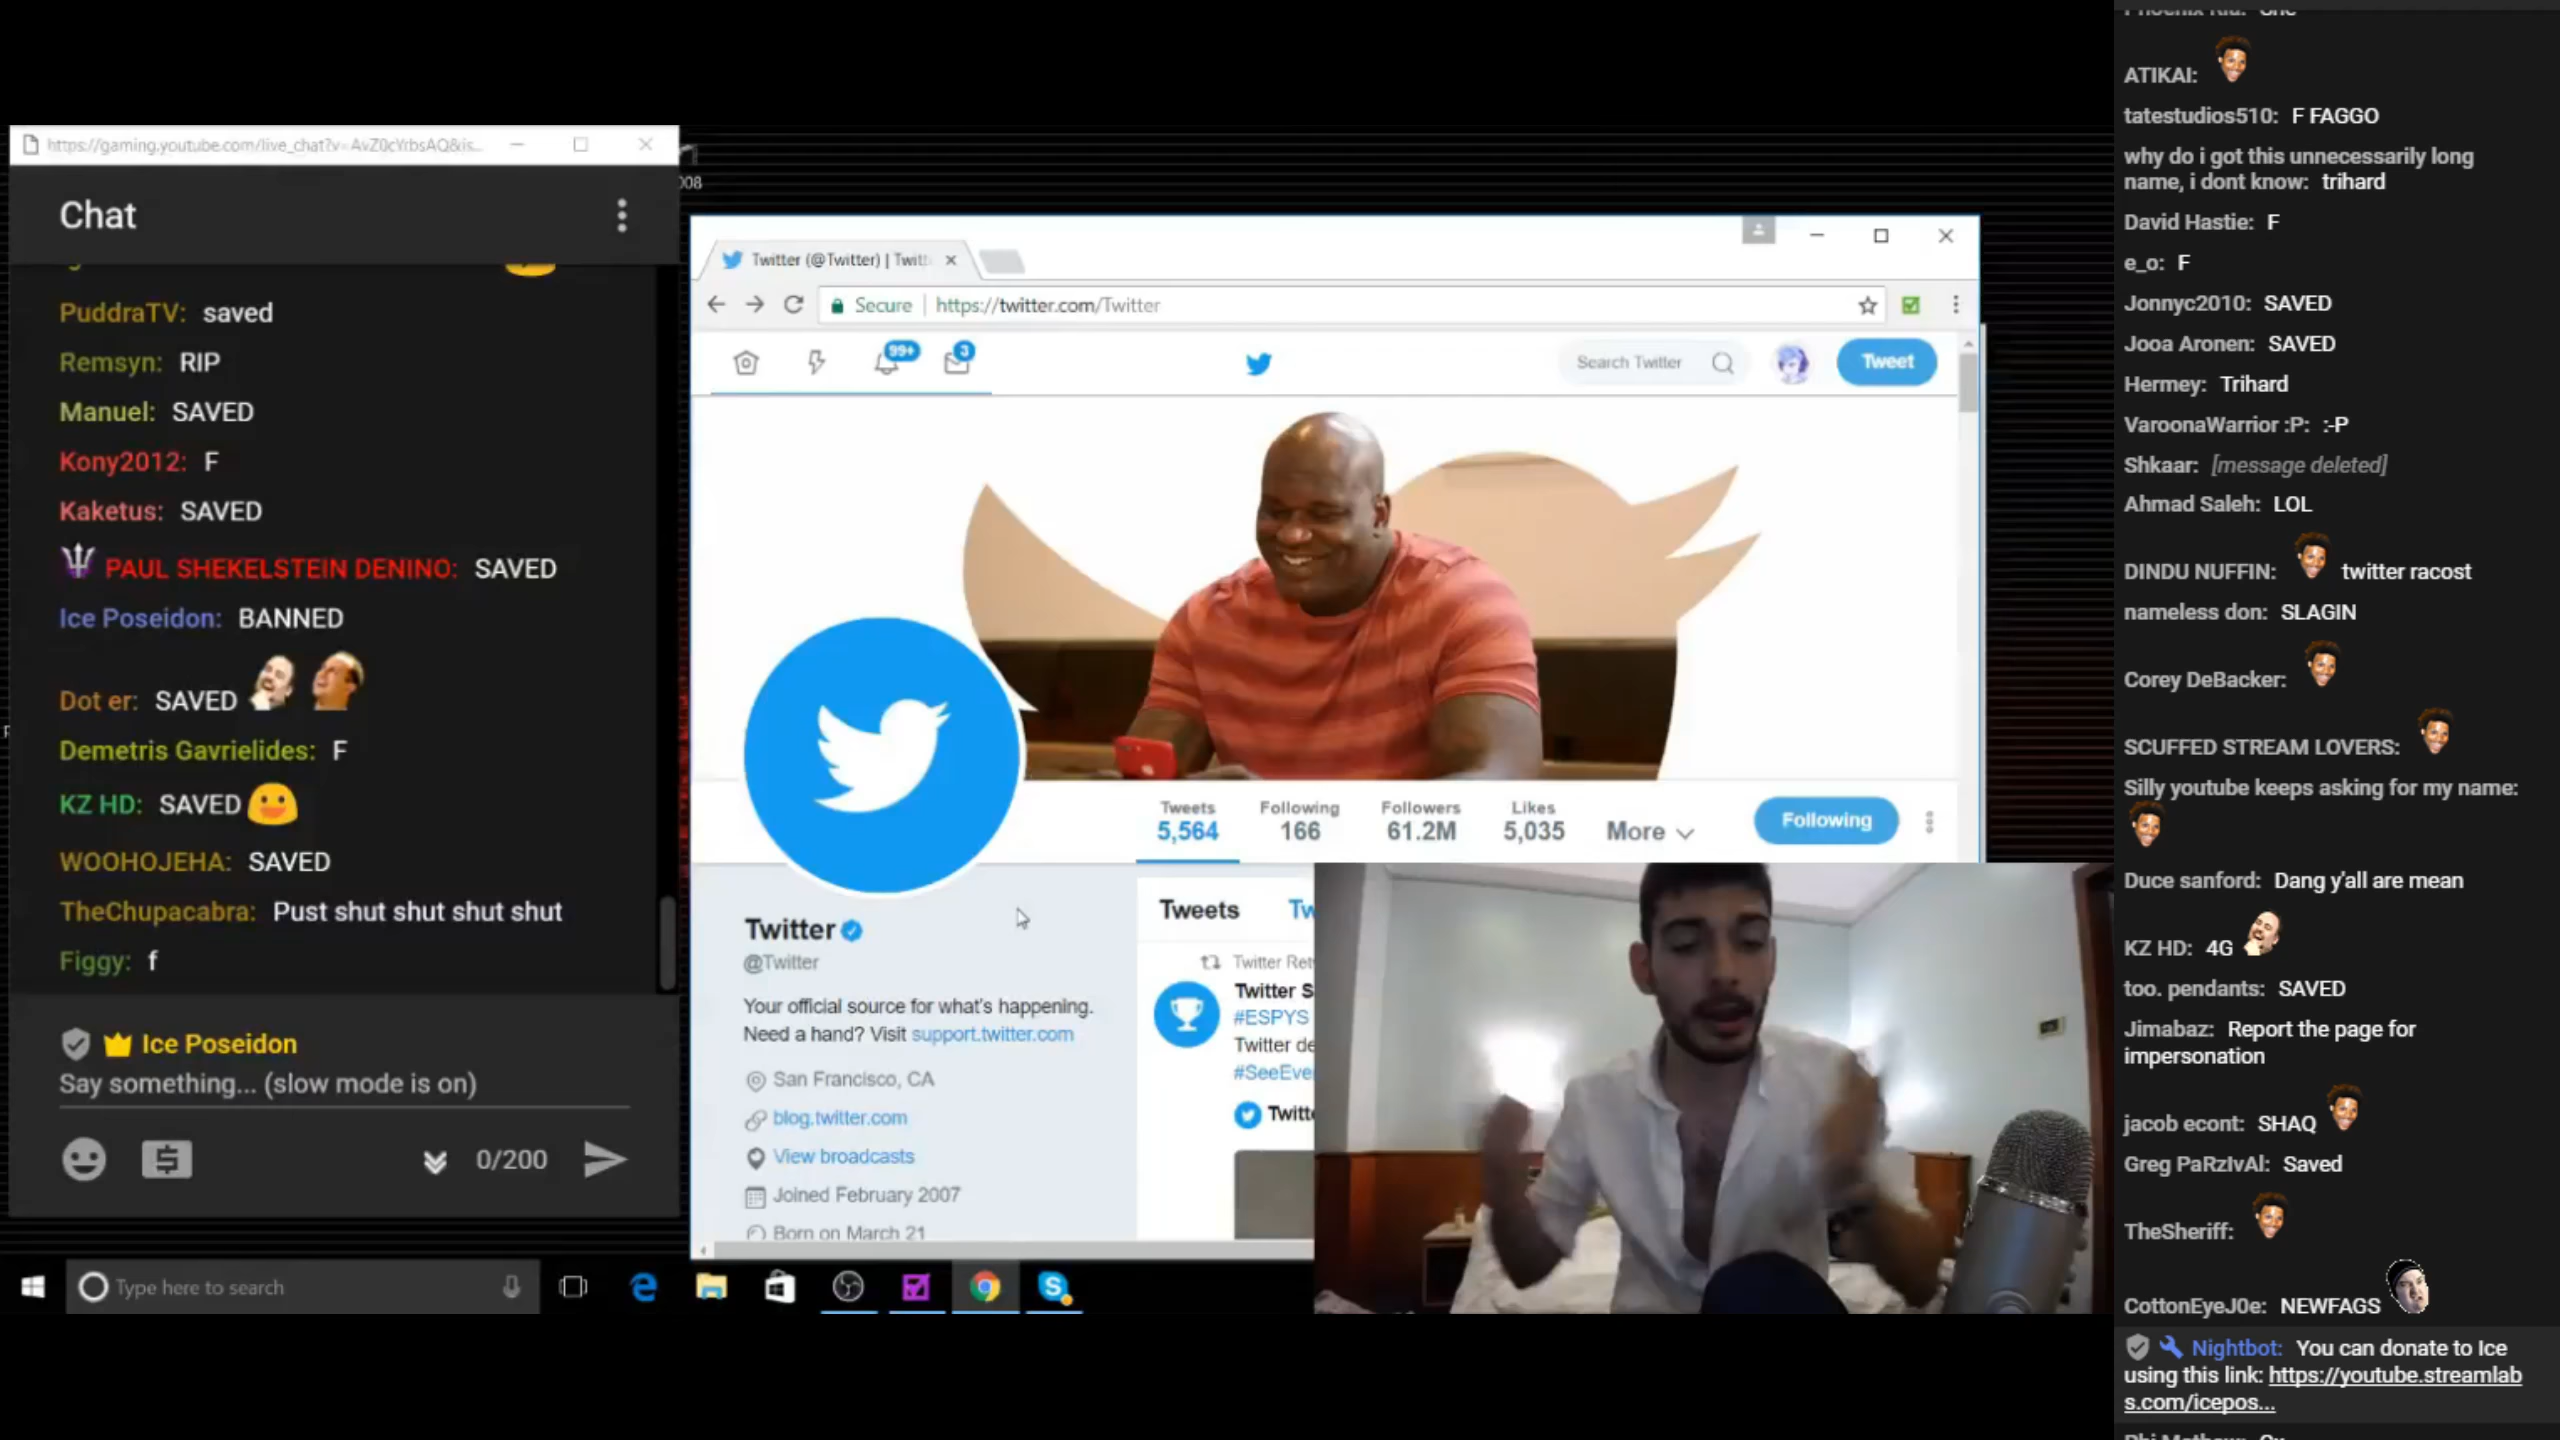 https://gaming.youtube.com/live_chat?v=AvZ0cYrbsAQ&is...
Chat
PuddraTV: saved
Remsyn: RIP
Manuel: SAVED
Kony2012: F
Kaketus: SAVED
PAUL SHEKELSTEIN DENINO: SAVED
Ice Poseidon: BANNED
Dot er: SAVED
Demetris Gavrielides: F
KZ HD: SAVED
WOOHOJEHA: SAVED
TheChupacabra: Pust shut shut shut shut
Figgy: f
Ice Poseidon
Say something... (slow mode is on)
0/200
008
Twitter (@Twitter) | Twitt
Secure https://twitter.com/Twitter
99+
3
Search Twitter
Tweet
Tweets
5,564
Following
166
Followers
61.2M
Likes
5,035
More
Following
Twitter
@Twitter
Your official source for what's happening.
Need a hand? Visit support.twitter.com
San Francisco, CA
blog.twitter.com
View broadcasts
Joined February 2007
Born on March 21
Tweets Tw
Twitter Ret
Twitter S
#ESPYS
Twitter de
#SeeEve
Twitt
Type here to search
ATIKAI:
tatestudios510: F FAGGO
why do i got this unnecessarily long
name, i dont know: trihard
David Hastie: F
e_o: F
Jonnyc2010: SAVED
Jooa Aronen: SAVED
Hermey: Trihard
VaroonaWarrior :P: :-P
Shkaar: [message deleted]
Ahmad Saleh: LOL
DINDU NUFFIN: twitter racost
nameless don: SLAGIN
Corey DeBacker:
SCUFFED STREAM LOVERS:
Silly youtube keeps asking for my name:
Duce sanford: Dang y'all are mean
KZ HD: 4G
too. pendants: SAVED
Jimabaz: Report the page for
impersonation
jacob econt: SHAQ
Greg PaRzIvAl: Saved
TheSheriff:
CottonEyeJ0e: NEWFAGS
Nightbot: You can donate to Ice
using this link: https://youtube.streamlab
s.com/icepos...